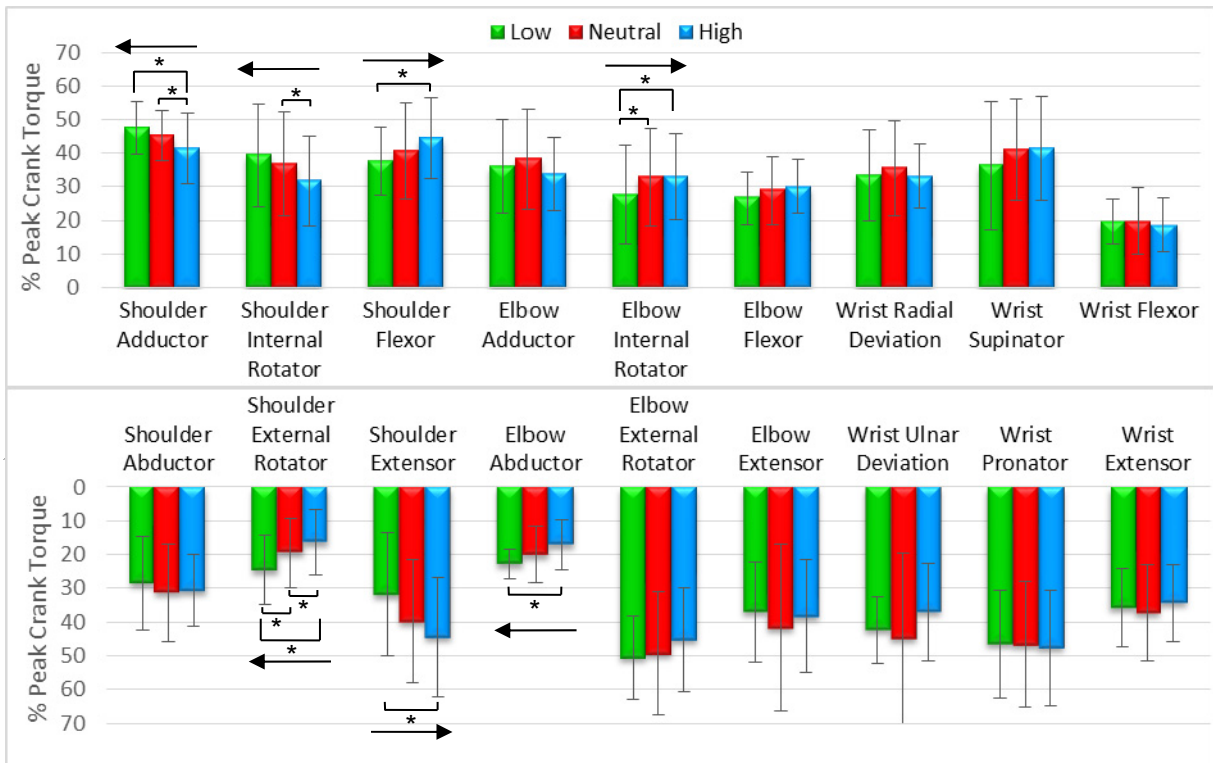 Low Neutral High
% Peak Crank Torque
70
60
50
40
30
20
10
0
* * * * * * *
Shoulder Adductor
Shoulder Internal Rotator
Shoulder Flexor
Elbow Adductor
Elbow Internal Rotator
Elbow Flexor
Wrist Radial Deviation
Wrist Supinator
Wrist Flexor
Shoulder Abductor
Shoulder External Rotator
Shoulder Extensor
Elbow Abductor
Elbow External Rotator
Elbow Extensor
Wrist Ulnar Deviation
Wrist Pronator
Wrist Extensor
% Peak Crank Torque
0
10
20
30
40
50
60
70
* * * * *